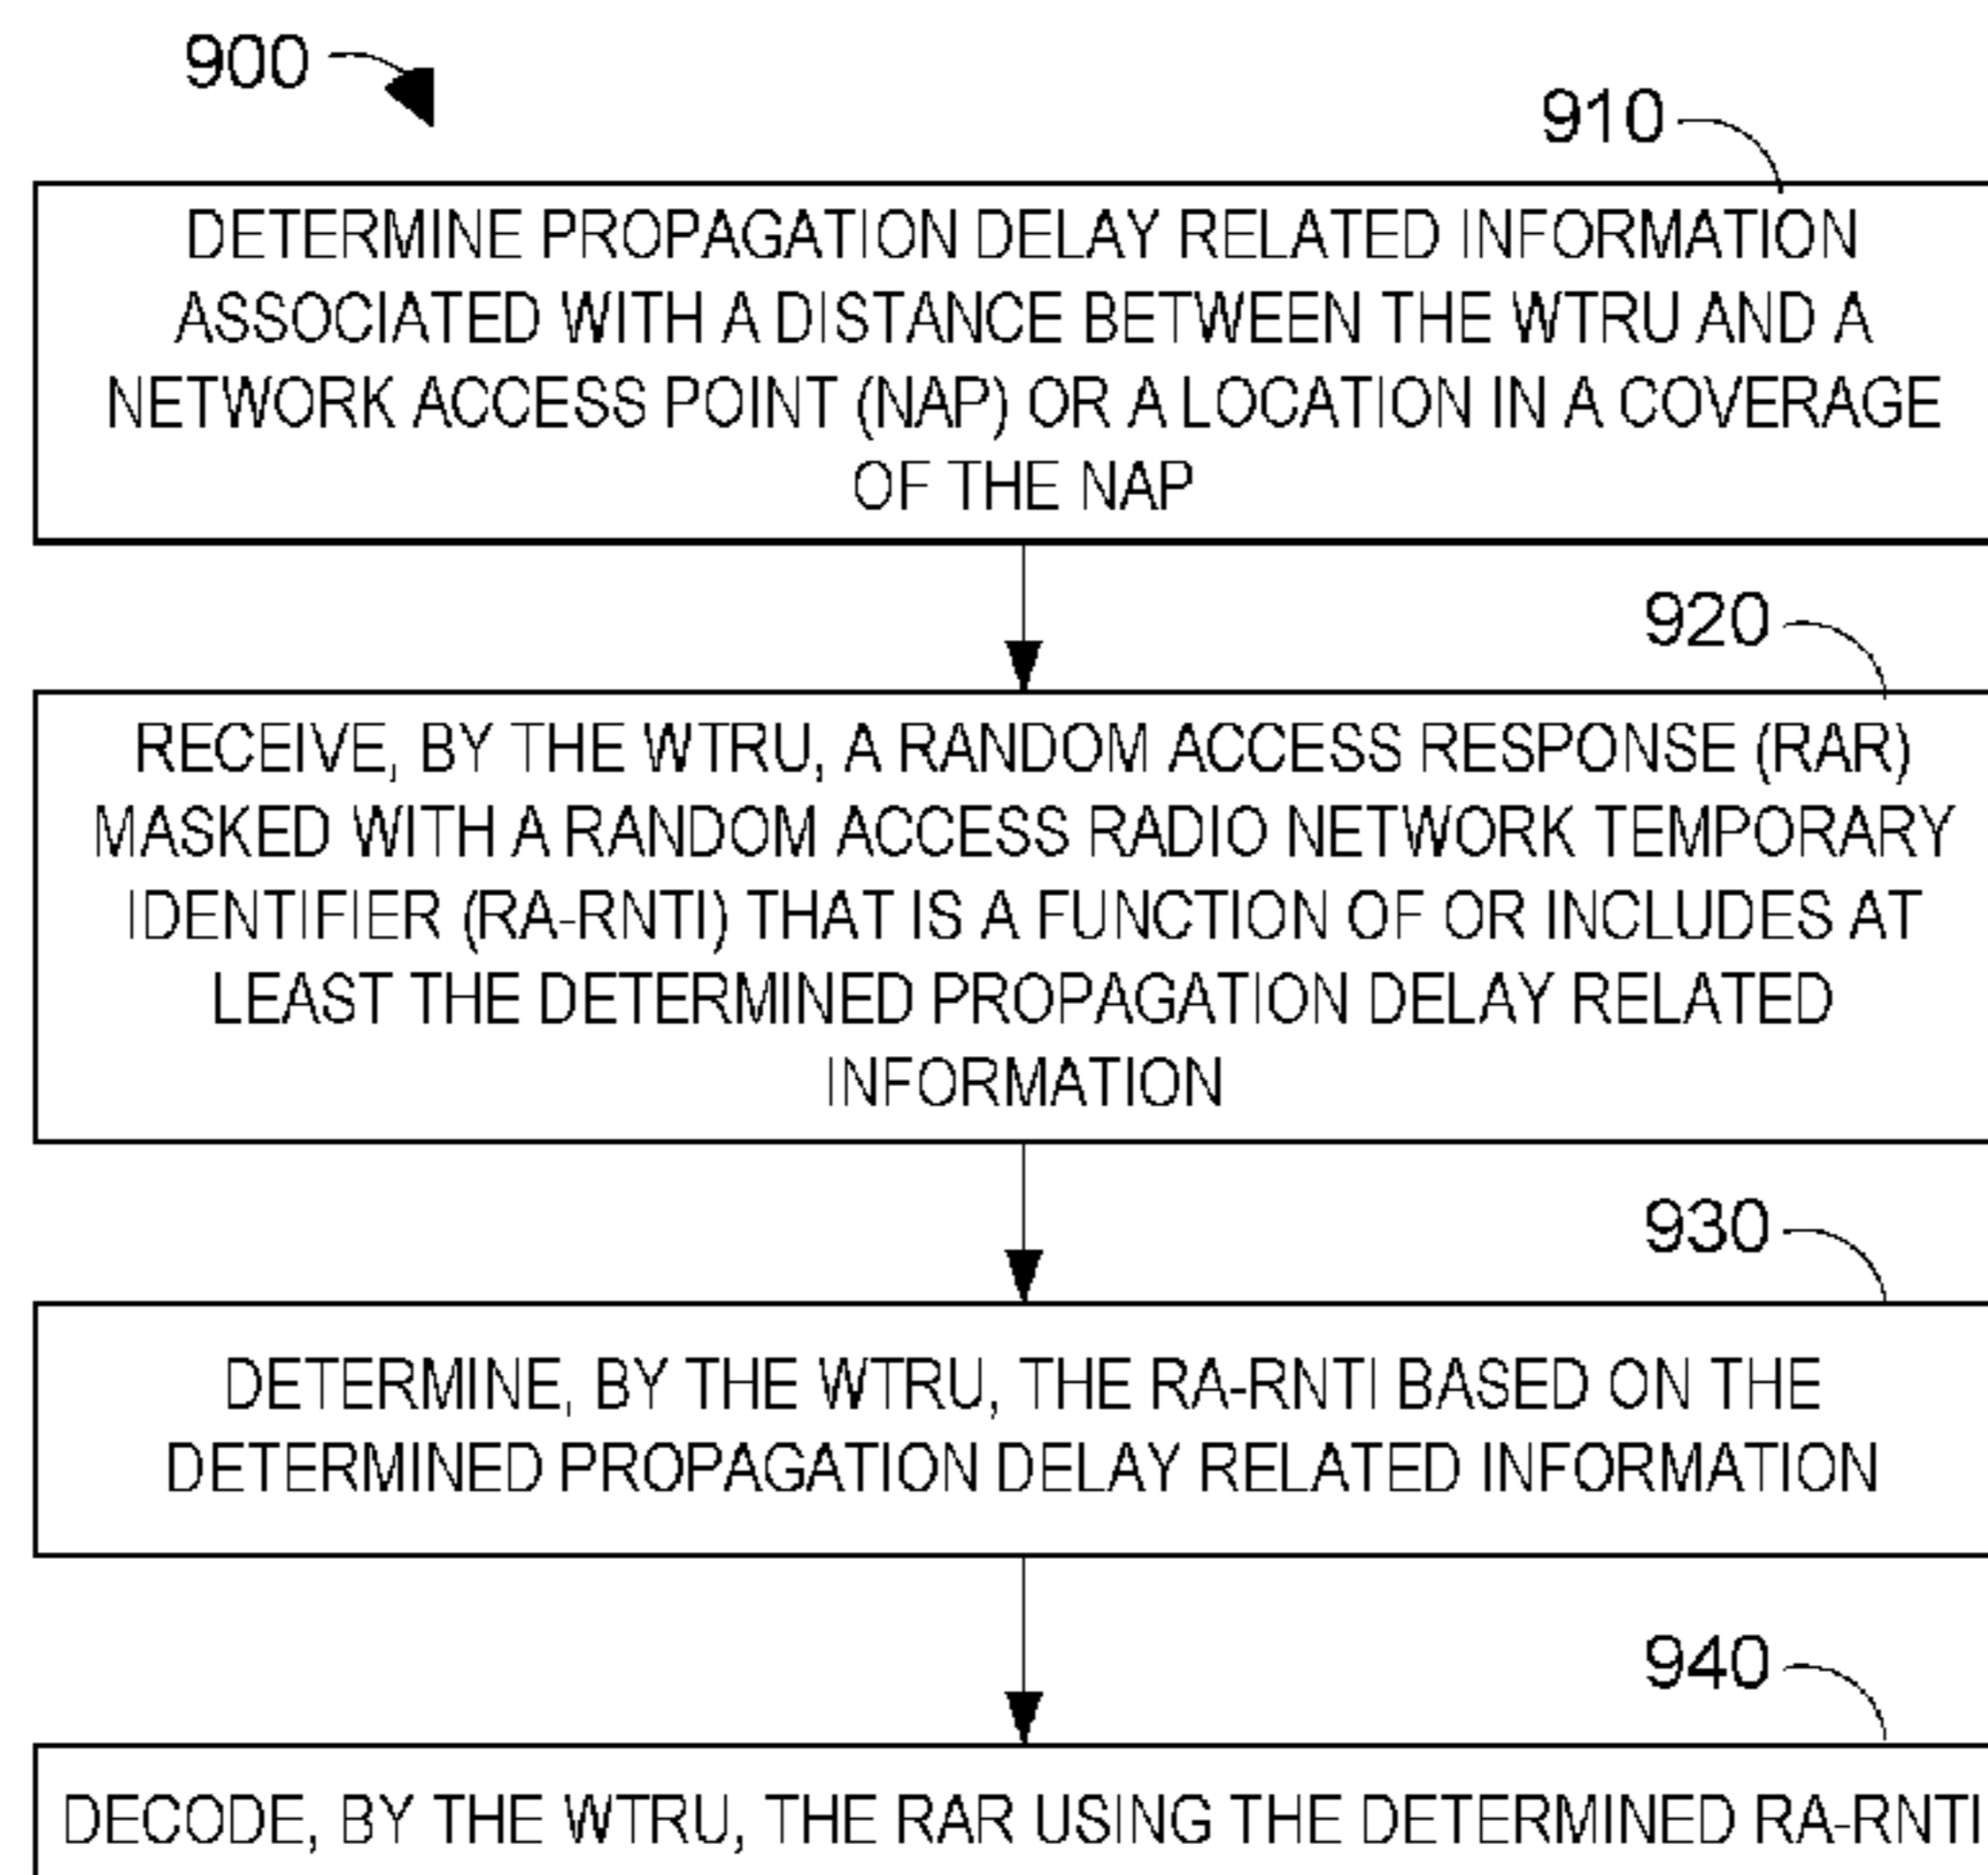 900
910
DETERMINE PROPAGATION DELAY RELATED INFORMATION
ASSOCIATED WITH A DISTANCE BETWEEN THE WTRU AND A
NETWORK ACCESS POINT (NAP) OR A LOCATION IN A COVERAGE
OF THE NAP
920
RECEIVE, BY THE WTRU, A RANDOM ACCESS RESPONSE (RAR)
MASKED WITH A RANDOM ACCESS RADIO NETWORK TEMPORARY
IDENTIFIER (RA-RNTI) THAT IS A FUNCTION OF OR INCLUDES AT
LEAST THE DETERMINED PROPAGATION DELAY RELATED
INFORMATION
930
DETERMINE, BY THE WTRU, THE RA-RNTI BASED ON THE
DETERMINED PROPAGATION DELAY RELATED INFORMATION
940
DECODE, BY THE WTRU, THE RAR USING THE DETERMINED RA-RNTI